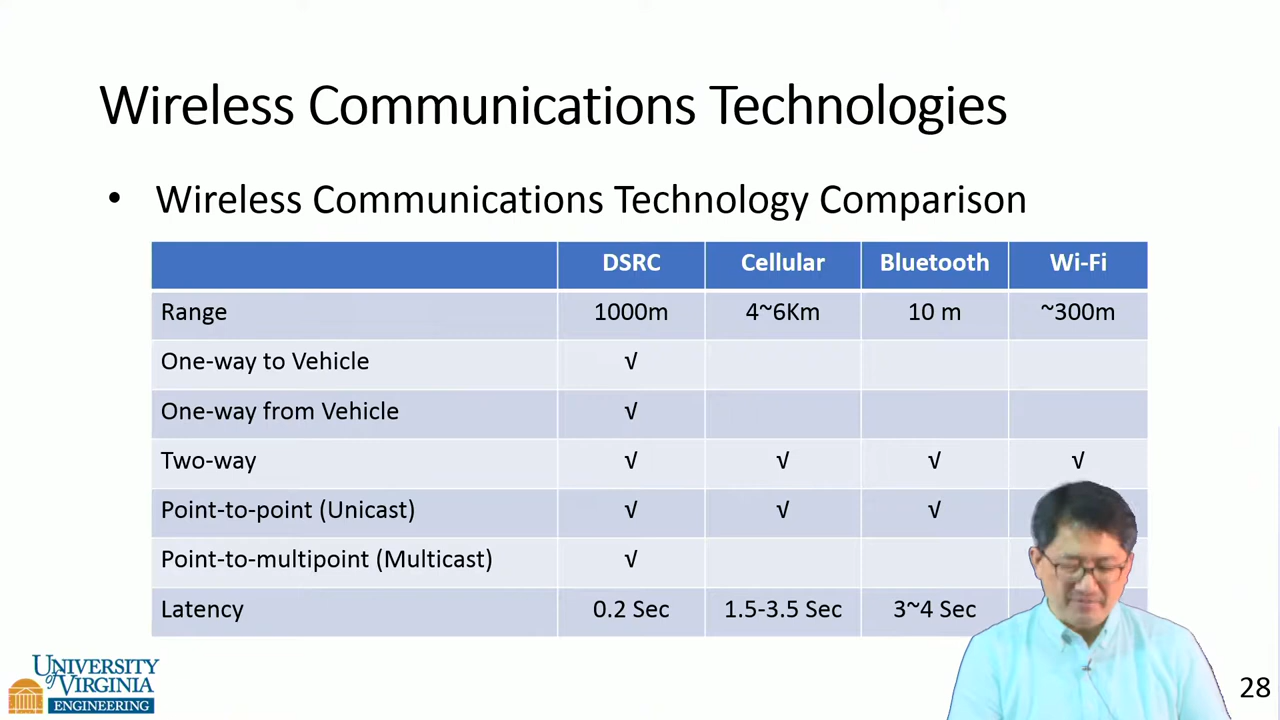 Wireless Communications Technologies
• Wireless Communications Technology Comparison
DSRC Cellular Bluetooth Wi-Fi
Range 1000m 4~6Km 10 m ~300m
One-way to Vehicle √
One-way from Vehicle √
Two-way √ √ √ √
Point-to-point (Unicast) √ √ √
Point-to-multipoint (Multicast) √
Latency 0.2 Sec 1.5-3.5 Sec 3~4 Sec
UNIVERSITY
of VIRGINIA
ENGINEERING
28